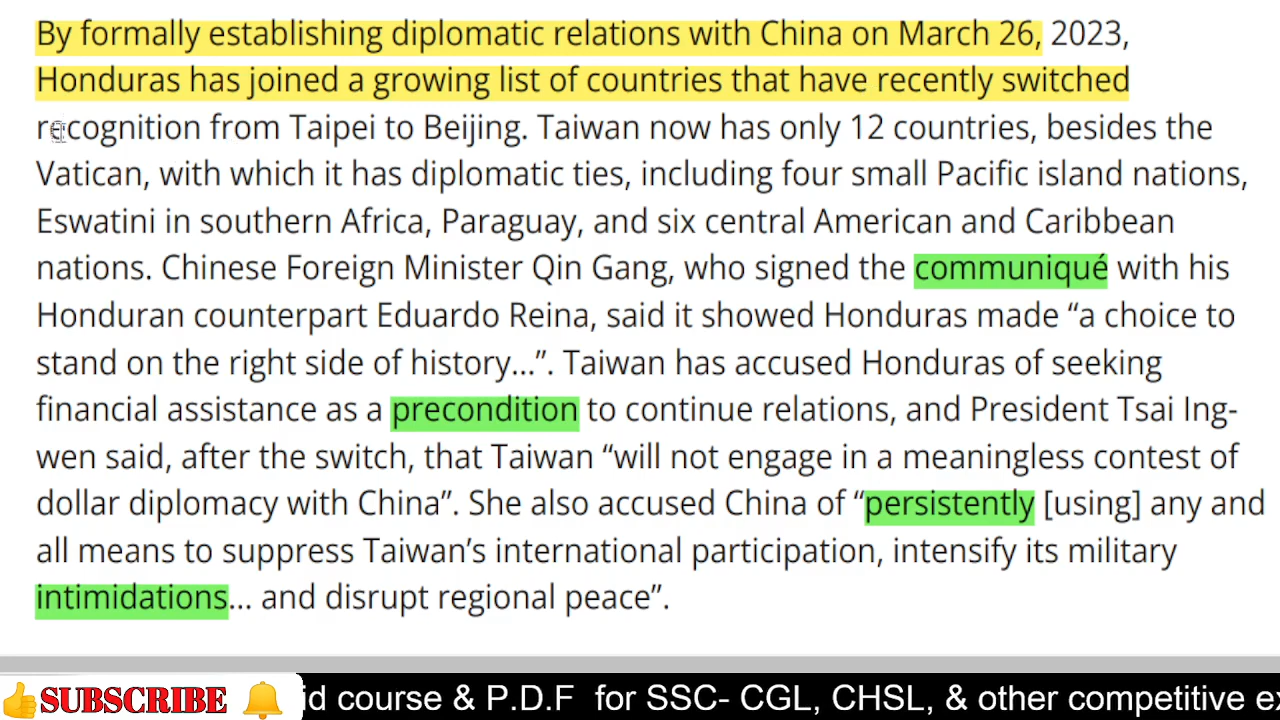 By formally establishing diplomatic relations with China on March 26, 2023,
Honduras has joined a growing list of countries that have recently switched
recognition from Taipei to Beijing. Taiwan now has only 12 countries, besides the
Vatican, with which it has diplomatic ties, including four small Pacific island nations,
Eswatini in southern Africa, Paraguay, and six central American and Caribbean
nations. Chinese Foreign Minister Qin Gang, who signed the communiqué with his
Honduran counterpart Eduardo Reina, said it showed Honduras made “a choice to
stand on the right side of history...”. Taiwan has accused Honduras of seeking
financial assistance as a precondition to continue relations, and President Tsai Ing-
wen said, after the switch, that Taiwan “will not engage in a meaningless contest of
dollar diplomacy with China”. She also accused China of “persistently [using] any and
all means to suppress Taiwan’s international participation, intensify its military
intimidations... and disrupt regional peace”.
SUBSCRIBE id course & P.D.F for SSC- CGL, CHSL, & other competitive ex